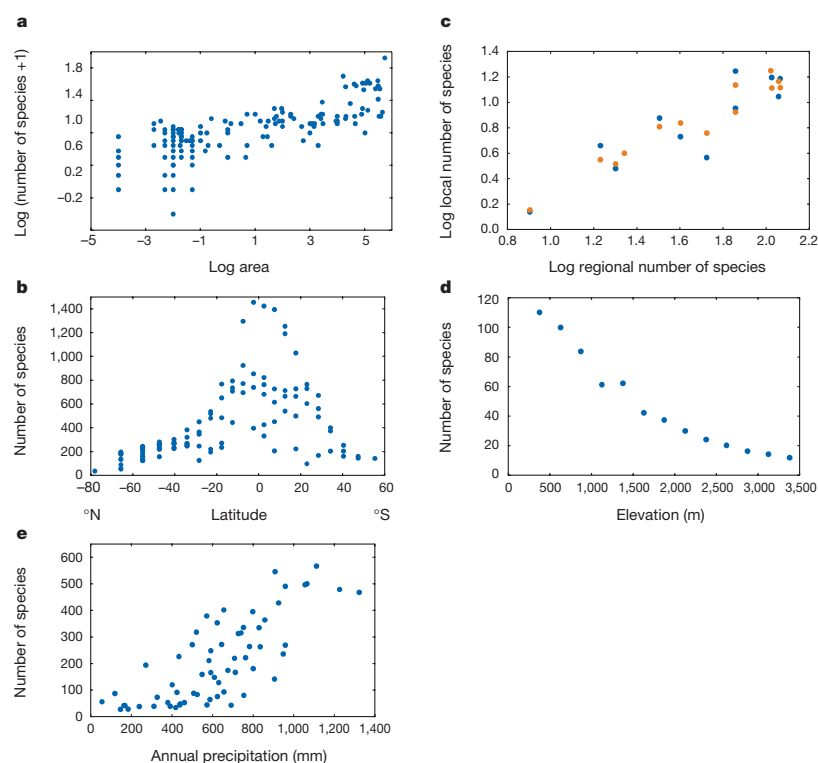 a
Log (number of species +1)
1.8
1.4
1.0
0.6
0.2
−0.2
−5 −3 −1 1 3 5
Log area
b
Number of species
1,400
1,200
1,000
800
600
400
200
0
−80 −60 −40 −20 0 20 40 60
°N Latitude °S
e
Number of species
600
500
400
300
200
100
0
0 200 400 600 800 1,000 1,200 1,400
Annual precipitation (mm)
c
Log local number of species
1.4
1.2
1.0
0.8
0.6
0.4
0.2
0.0
0.8 1.0 1.2 1.4 1.6 1.8 2.0 2.2
Log regional number of species
d
Number of species
120
100
80
60
40
20
0
0 500 1,000 1,500 2,000 2,500 3,000 3,500
Elevation (m)